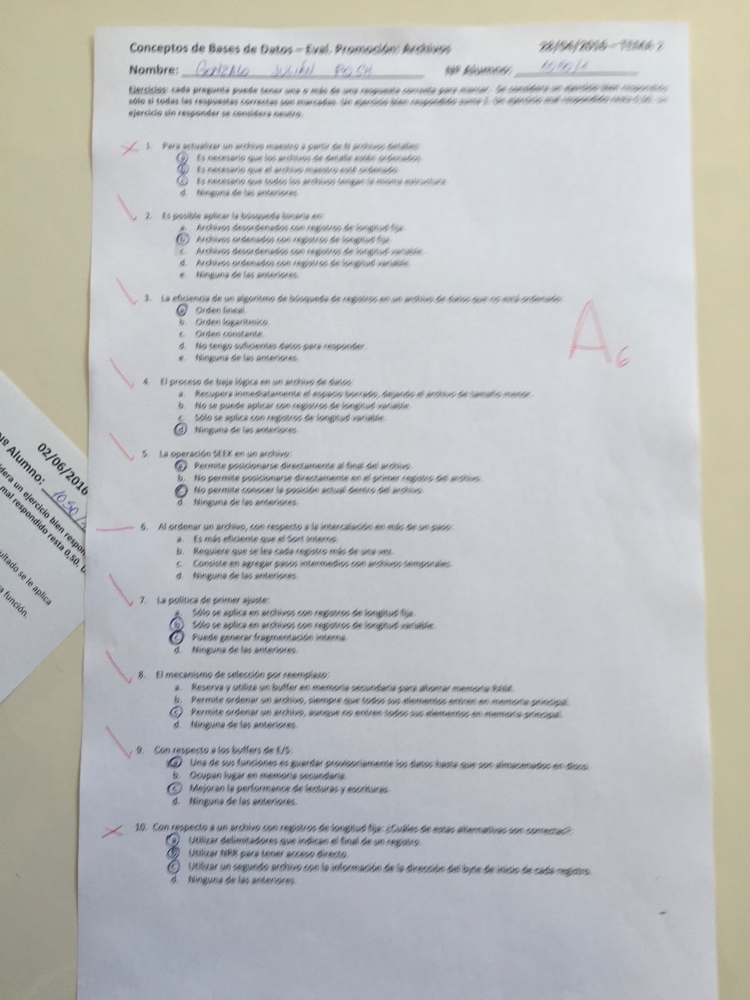 Conceptos de Bases de Datos – Eval. Promoción: Archivos
Nombre: GONZALO JULIÁN Nº Alumno: 1050/1
Ejercicios: cada pregunta puede tener una o más de una respuesta correcta para marcar. Se considera un ejercicio bien respondido
sólo si todas las respuestas correctas son marcadas. Un ejercicio bien respondido suma 1. Un ejercicio mal respondido resta 0,50. Un
ejercicio sin responder se considera neutro.
1. Para actualizar un archivo maestro a partir de N archivos detalles:
a. Es necesario que los archivos de detalle estén ordenados.
b. Es necesario que el archivo maestro esté ordenado.
c. Es necesario que todos los archivos tengan la misma estructura.
d. Ninguna de las anteriores.
2. Es posible aplicar la búsqueda binaria en:
a. Archivos desordenados con registros de longitud fija.
b. Archivos ordenados con registros de longitud fija.
c. Archivos desordenados con registros de longitud variable.
d. Archivos ordenados con registros de longitud variable.
e. Ninguna de las anteriores.
3. La eficiencia de un algoritmo de búsqueda de registros en un archivo de datos que no está ordenado:
a. Orden lineal.
b. Orden logarítmico.
c. Orden constante.
d. No tengo suficientes datos para responder.
e. Ninguna de las anteriores.
A6
4. El proceso de baja lógica en un archivo de datos:
a. Recupera inmediatamente el espacio borrado, dejando el archivo de tamaño menor.
b. No se puede aplicar con registros de longitud variable.
c. Sólo se aplica con registros de longitud variable.
d. Ninguna de las anteriores.
5. La operación SEEK en un archivo:
a. Permite posicionarse directamente al final del archivo.
b. No permite posicionarse directamente en el primer registro del archivo.
c. No permite conocer la posición actual dentro del archivo.
d. Ninguna de las anteriores.
6. Al ordenar un archivo, con respecto a la intercalación en más de un paso:
a. Es más eficiente que el Sort interno.
b. Requiere que se lea cada registro más de una vez.
c. Consiste en agregar pasos intermedios con archivos temporales.
d. Ninguna de las anteriores.
7. La política de primer ajuste:
a. Sólo se aplica en archivos con registros de longitud fija.
b. Sólo se aplica en archivos con registros de longitud variable.
c. Puede generar fragmentación interna.
d. Ninguna de las anteriores.
8. El mecanismo de selección por reemplazo:
a. Reserva y utiliza un buffer en memoria secundaria para ahorrar memoria RAM.
b. Permite ordenar un archivo, siempre que todos sus elementos entren en memoria principal.
c. Permite ordenar un archivo, aunque no entren todos sus elementos en memoria principal.
d. Ninguna de las anteriores.
9. Con respecto a los buffers de E/S:
a. Una de sus funciones es guardar provisoriamente los datos hasta que son almacenados en disco.
b. Ocupan lugar en memoria secundaria.
c. Mejoran la performance de lecturas y escrituras.
d. Ninguna de las anteriores.
10. Con respecto a un archivo con registros de longitud fija: ¿Cuáles de estas alternativas son correctas?:
a. Utilizar delimitadores que indican el final de un registro.
b. Utilizar NRR para tener acceso directo.
c. Utilizar un segundo archivo con la información de la dirección del byte de inicio de cada registro.
d. Ninguna de las anteriores.
02/06/2016
Nº Alumno: 1050/
dera un ejercicio bien respon
mal respondido resta 0,50. U
ultado se le aplica
a función.